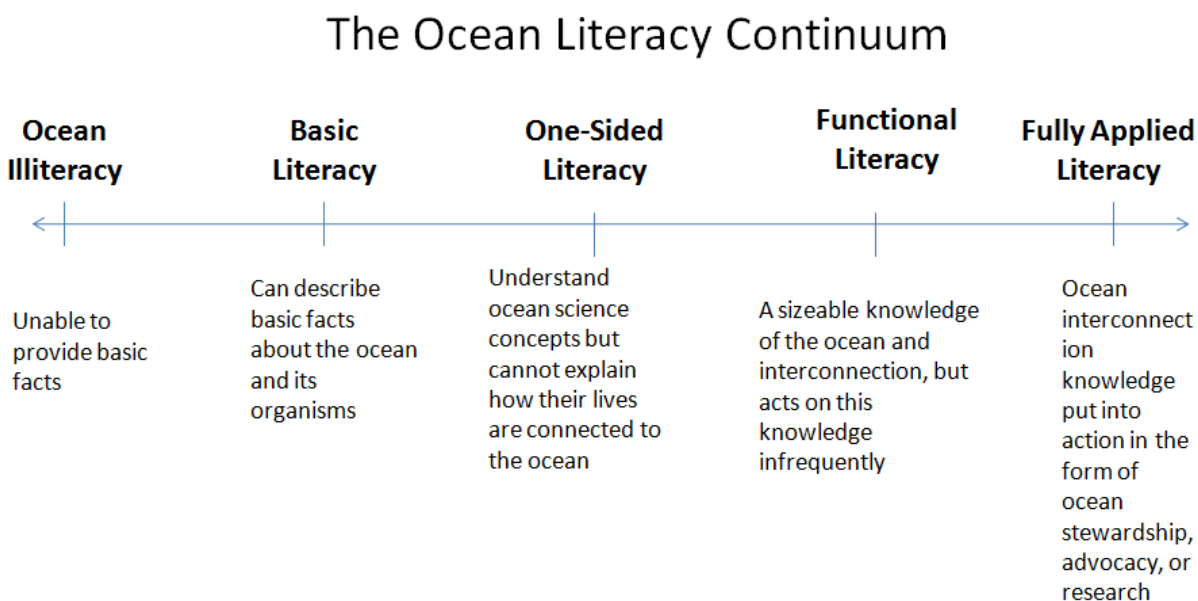 The Ocean Literacy Continuum
Ocean
Illiteracy
Basic
Literacy
One-Sided
Literacy
Functional
Literacy
Fully Applied
Literacy
Unable to
provide basic
facts
Can describe
basic facts
about the ocean
and its
organisms
Understand
ocean science
concepts but
cannot explain
how their lives
are connected to
the ocean
A sizeable knowledge
of the ocean and
interconnection, but
acts on this
knowledge
infrequently
Ocean
interconnect
ion
knowledge
put into
action in the
form of
ocean
stewardship,
advocacy, or
research